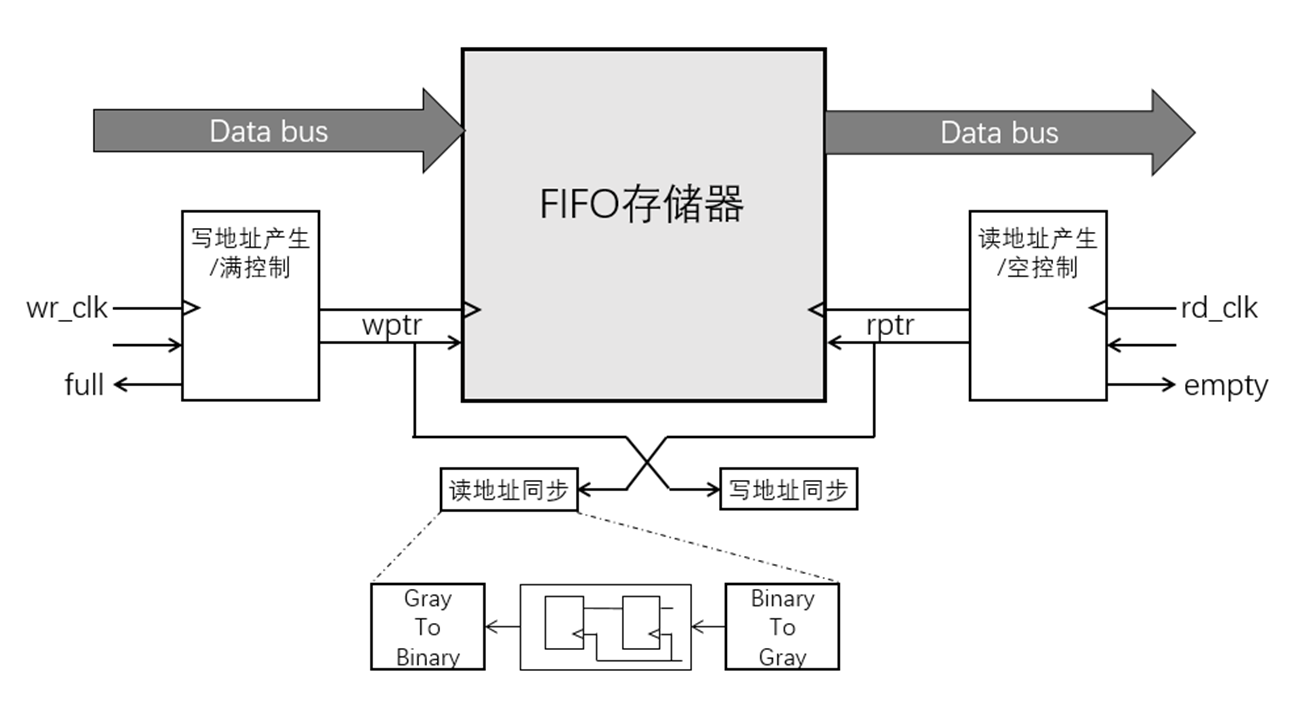 Data bus
Data bus
FIFO存储器
写地址产生
/满控制
读地址产生
/空控制
wr_clk
wptr
rptr
rd_clk
full
empty
读地址同步
写地址同步
Gray
To
Binary
Binary
To
Gray